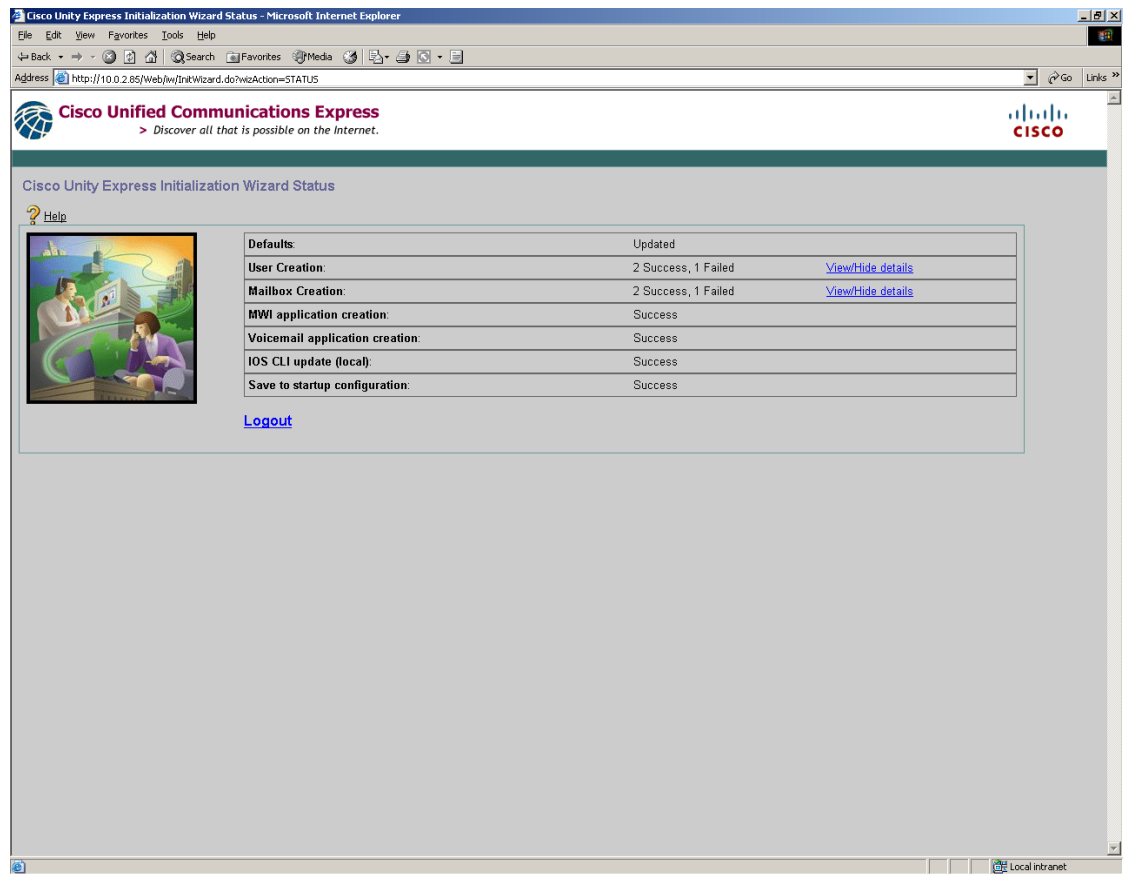 Cisco Unity Express Initialization Wizard Status - Microsoft Internet Explorer
File Edit View Favorites Tools Help
Back Search Favorites Media
Address http://10.0.2.85/Web/iw/InitWizard.do?wizAction=STATUS Go Links »
Cisco Unified Communications Express
> Discover all that is possible on the Internet.
CISCO
Cisco Unity Express Initialization Wizard Status
? Help
Defaults: Updated
User Creation: 2 Success, 1 Failed View/Hide details
Mailbox Creation: 2 Success, 1 Failed View/Hide details
MWI application creation: Success
Voicemail application creation: Success
IOS CLI update (local): Success
Save to startup configuration: Success
Logout
Local intranet